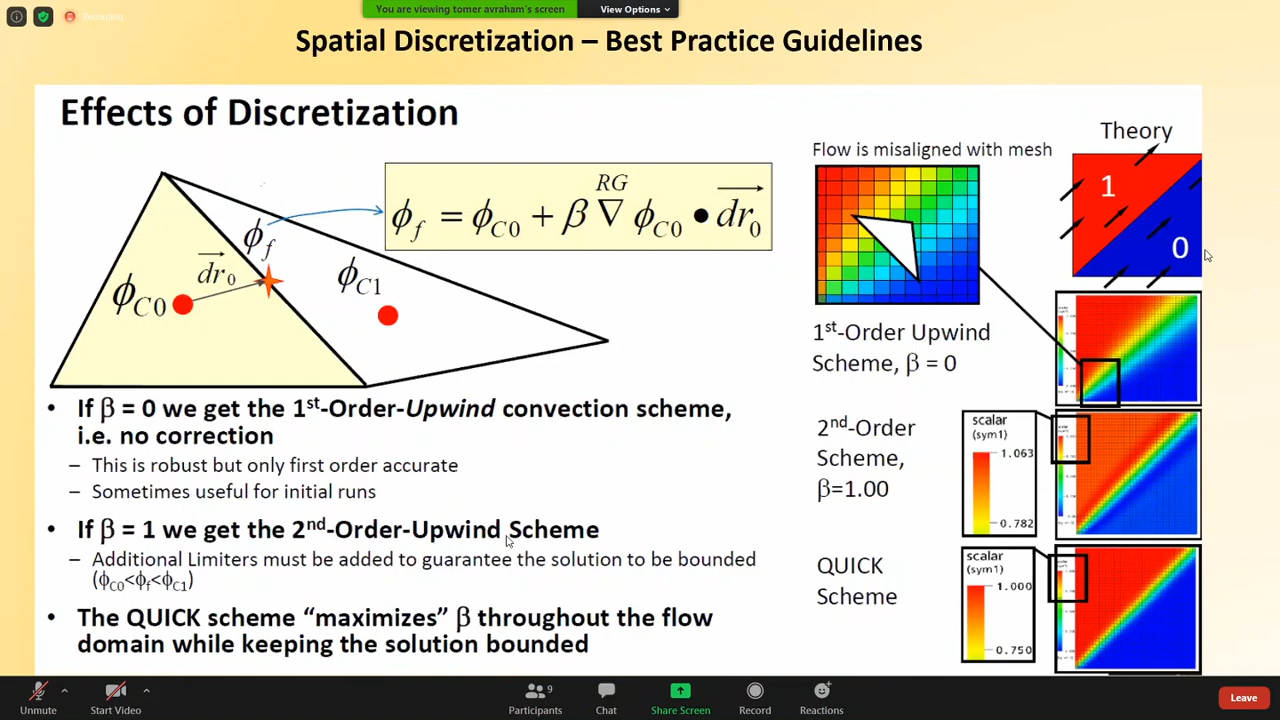 You are viewing tomer avraham's screen
View Options
Recording
Spatial Discretization – Best Practice Guidelines
Effects of Discretization
ϕf = ϕC0 + β ∇ ϕC0 • dr0
RG
ϕf
dr0
ϕC0
ϕC1
• If β = 0 we get the 1st-Order-Upwind convection scheme,
i.e. no correction
– This is robust but only first order accurate
– Sometimes useful for initial runs
• If β = 1 we get the 2nd-Order-Upwind Scheme
– Additional Limiters must be added to guarantee the solution to be bounded
(ϕC0<ϕf<ϕC1)
• The QUICK scheme “maximizes” β throughout the flow
domain while keeping the solution bounded
Theory
Flow is misaligned with mesh
1
0
1st-Order Upwind
Scheme, β = 0
2nd-Order
Scheme,
β=1.00
scalar
(sym1)
1.063
0.782
QUICK
Scheme
scalar
(sym1)
1.000
0.750
Unmute
Start Video
9
Participants
Chat
Share Screen
Record
Reactions
Leave